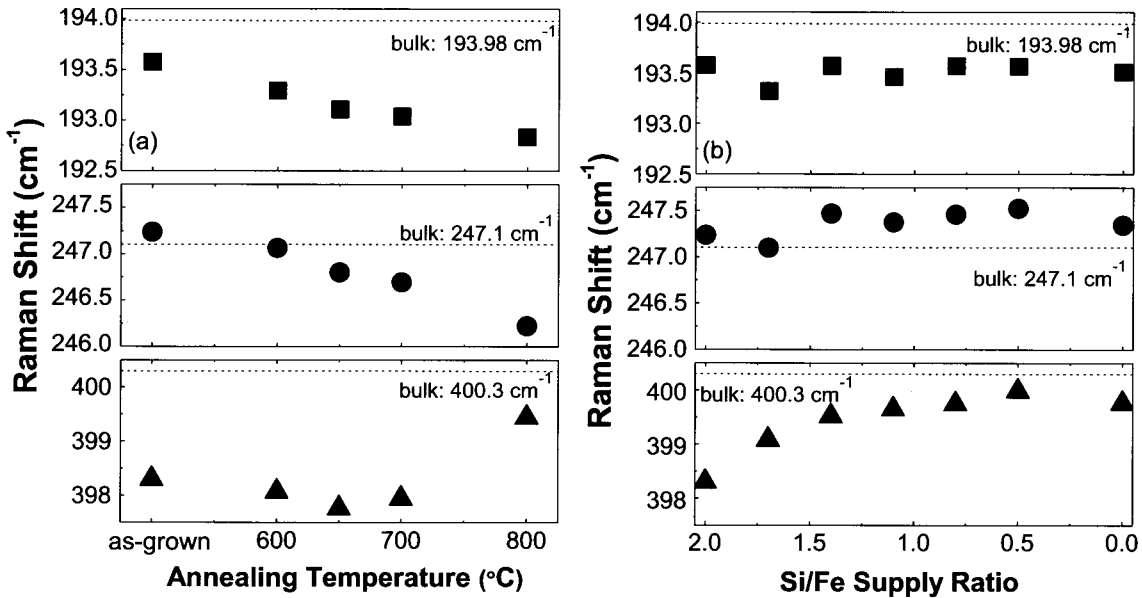 Raman Shift (cm⁻¹)
194.0
193.5
193.0
192.5
bulk: 193.98 cm⁻¹
(a)
247.5
247.0
246.5
246.0
bulk: 247.1 cm⁻¹
400
399
398
bulk: 400.3 cm⁻¹
as-grown 600 700 800
Annealing Temperature (°C)
Raman Shift (cm⁻¹)
194.0
193.5
193.0
192.5
bulk: 193.98 cm⁻¹
(b)
247.5
247.0
246.5
246.0
bulk: 247.1 cm⁻¹
400
399
398
bulk: 400.3 cm⁻¹
2.0 1.5 1.0 0.5 0.0
Si/Fe Supply Ratio